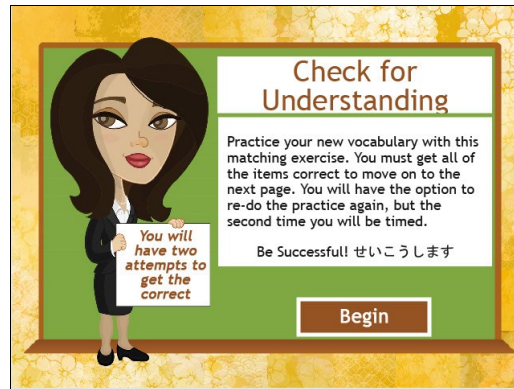 Check for
Understanding
Practice your new vocabulary with this
matching exercise. You must get all of
the items correct to move on to the
next page. You will have the option to
re-do the practice again, but the
second time you will be timed.
Be Successful! せいこうします
You will
have two
attempts to
get the
correct
Begin